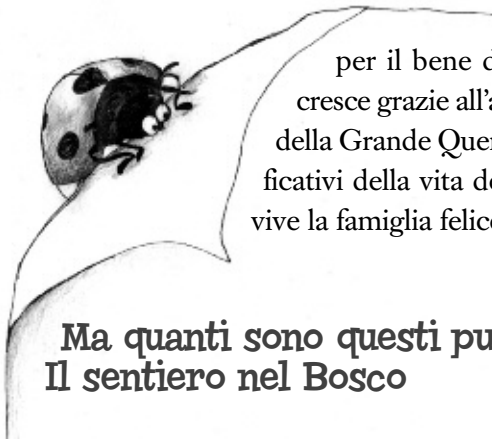 per il bene d
cresce grazie all'a
della Grande Quer
ficativi della vita de
vive la famiglia felice
Ma quanti sono questi pu
Il sentiero nel Bosco